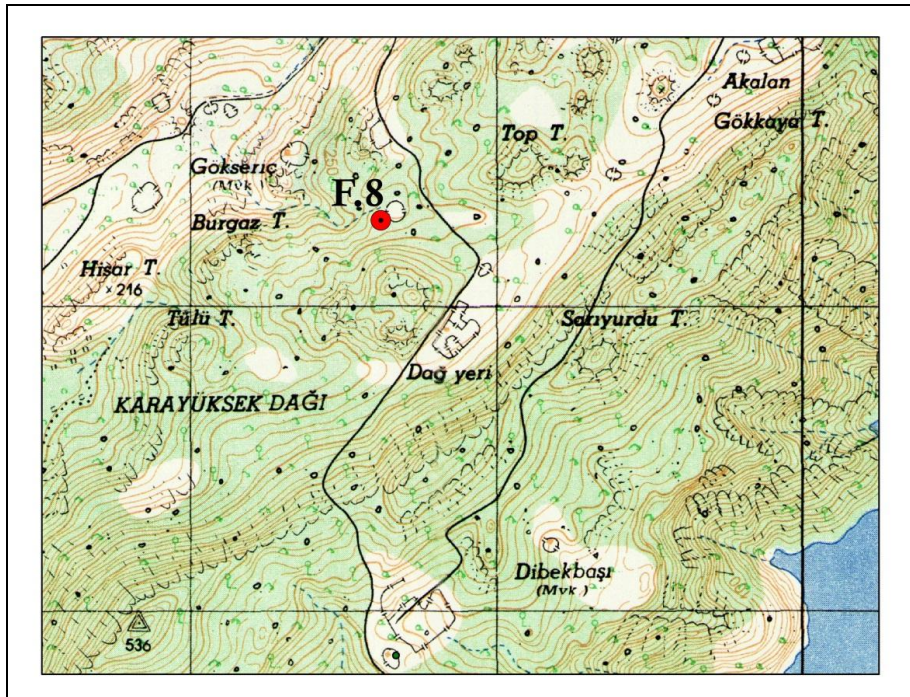 Akalan
Gökkaya T.
Top T.
Gökseriç
(Mvk)
F.8
Burgaz T.
Hisar T.
× 216
Tülü T.
Sarıyurdu T.
Dağ yeri
KARAYÜKSEK DAĞI
Dibekbaşı
(Mvk.)
536